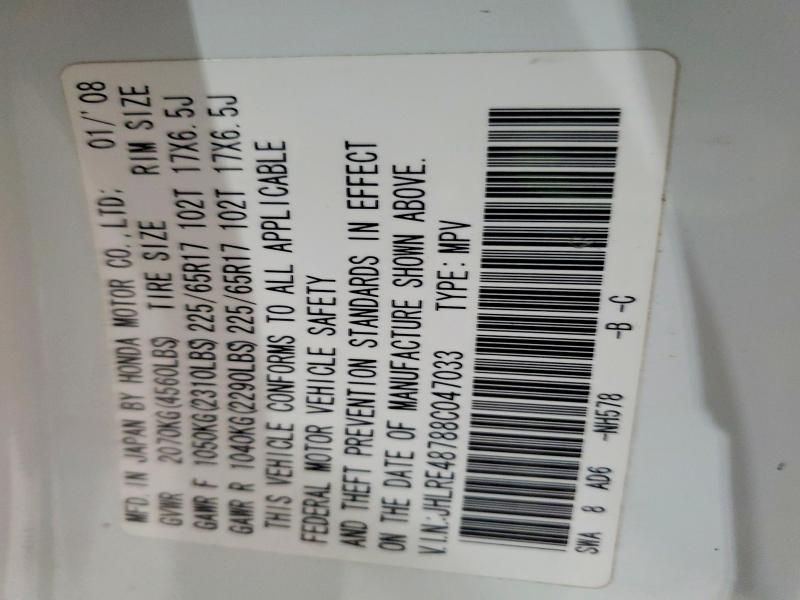 MFD. IN JAPAN BY HONDA MOTOR CO.,LTD; 01/'08
GVWR 2070KG(4560LBS) TIRE SIZE RIM SIZE
GAWR F 1050KG(2310LBS) 225/65R17 102T 17X6.5J
GAWR R 1040KG(2290LBS) 225/65R17 102T 17X6.5J
THIS VEHICLE CONFORMS TO ALL APPLICABLE
FEDERAL MOTOR VEHICLE SAFETY
AND THEFT PREVENTION STANDARDS IN EFFECT
ON THE DATE OF MANUFACTURE SHOWN ABOVE.
V.I.N:JHLRE48788C047033 TYPE: MPV
SWA 8 AD6 -NH578 -B -C